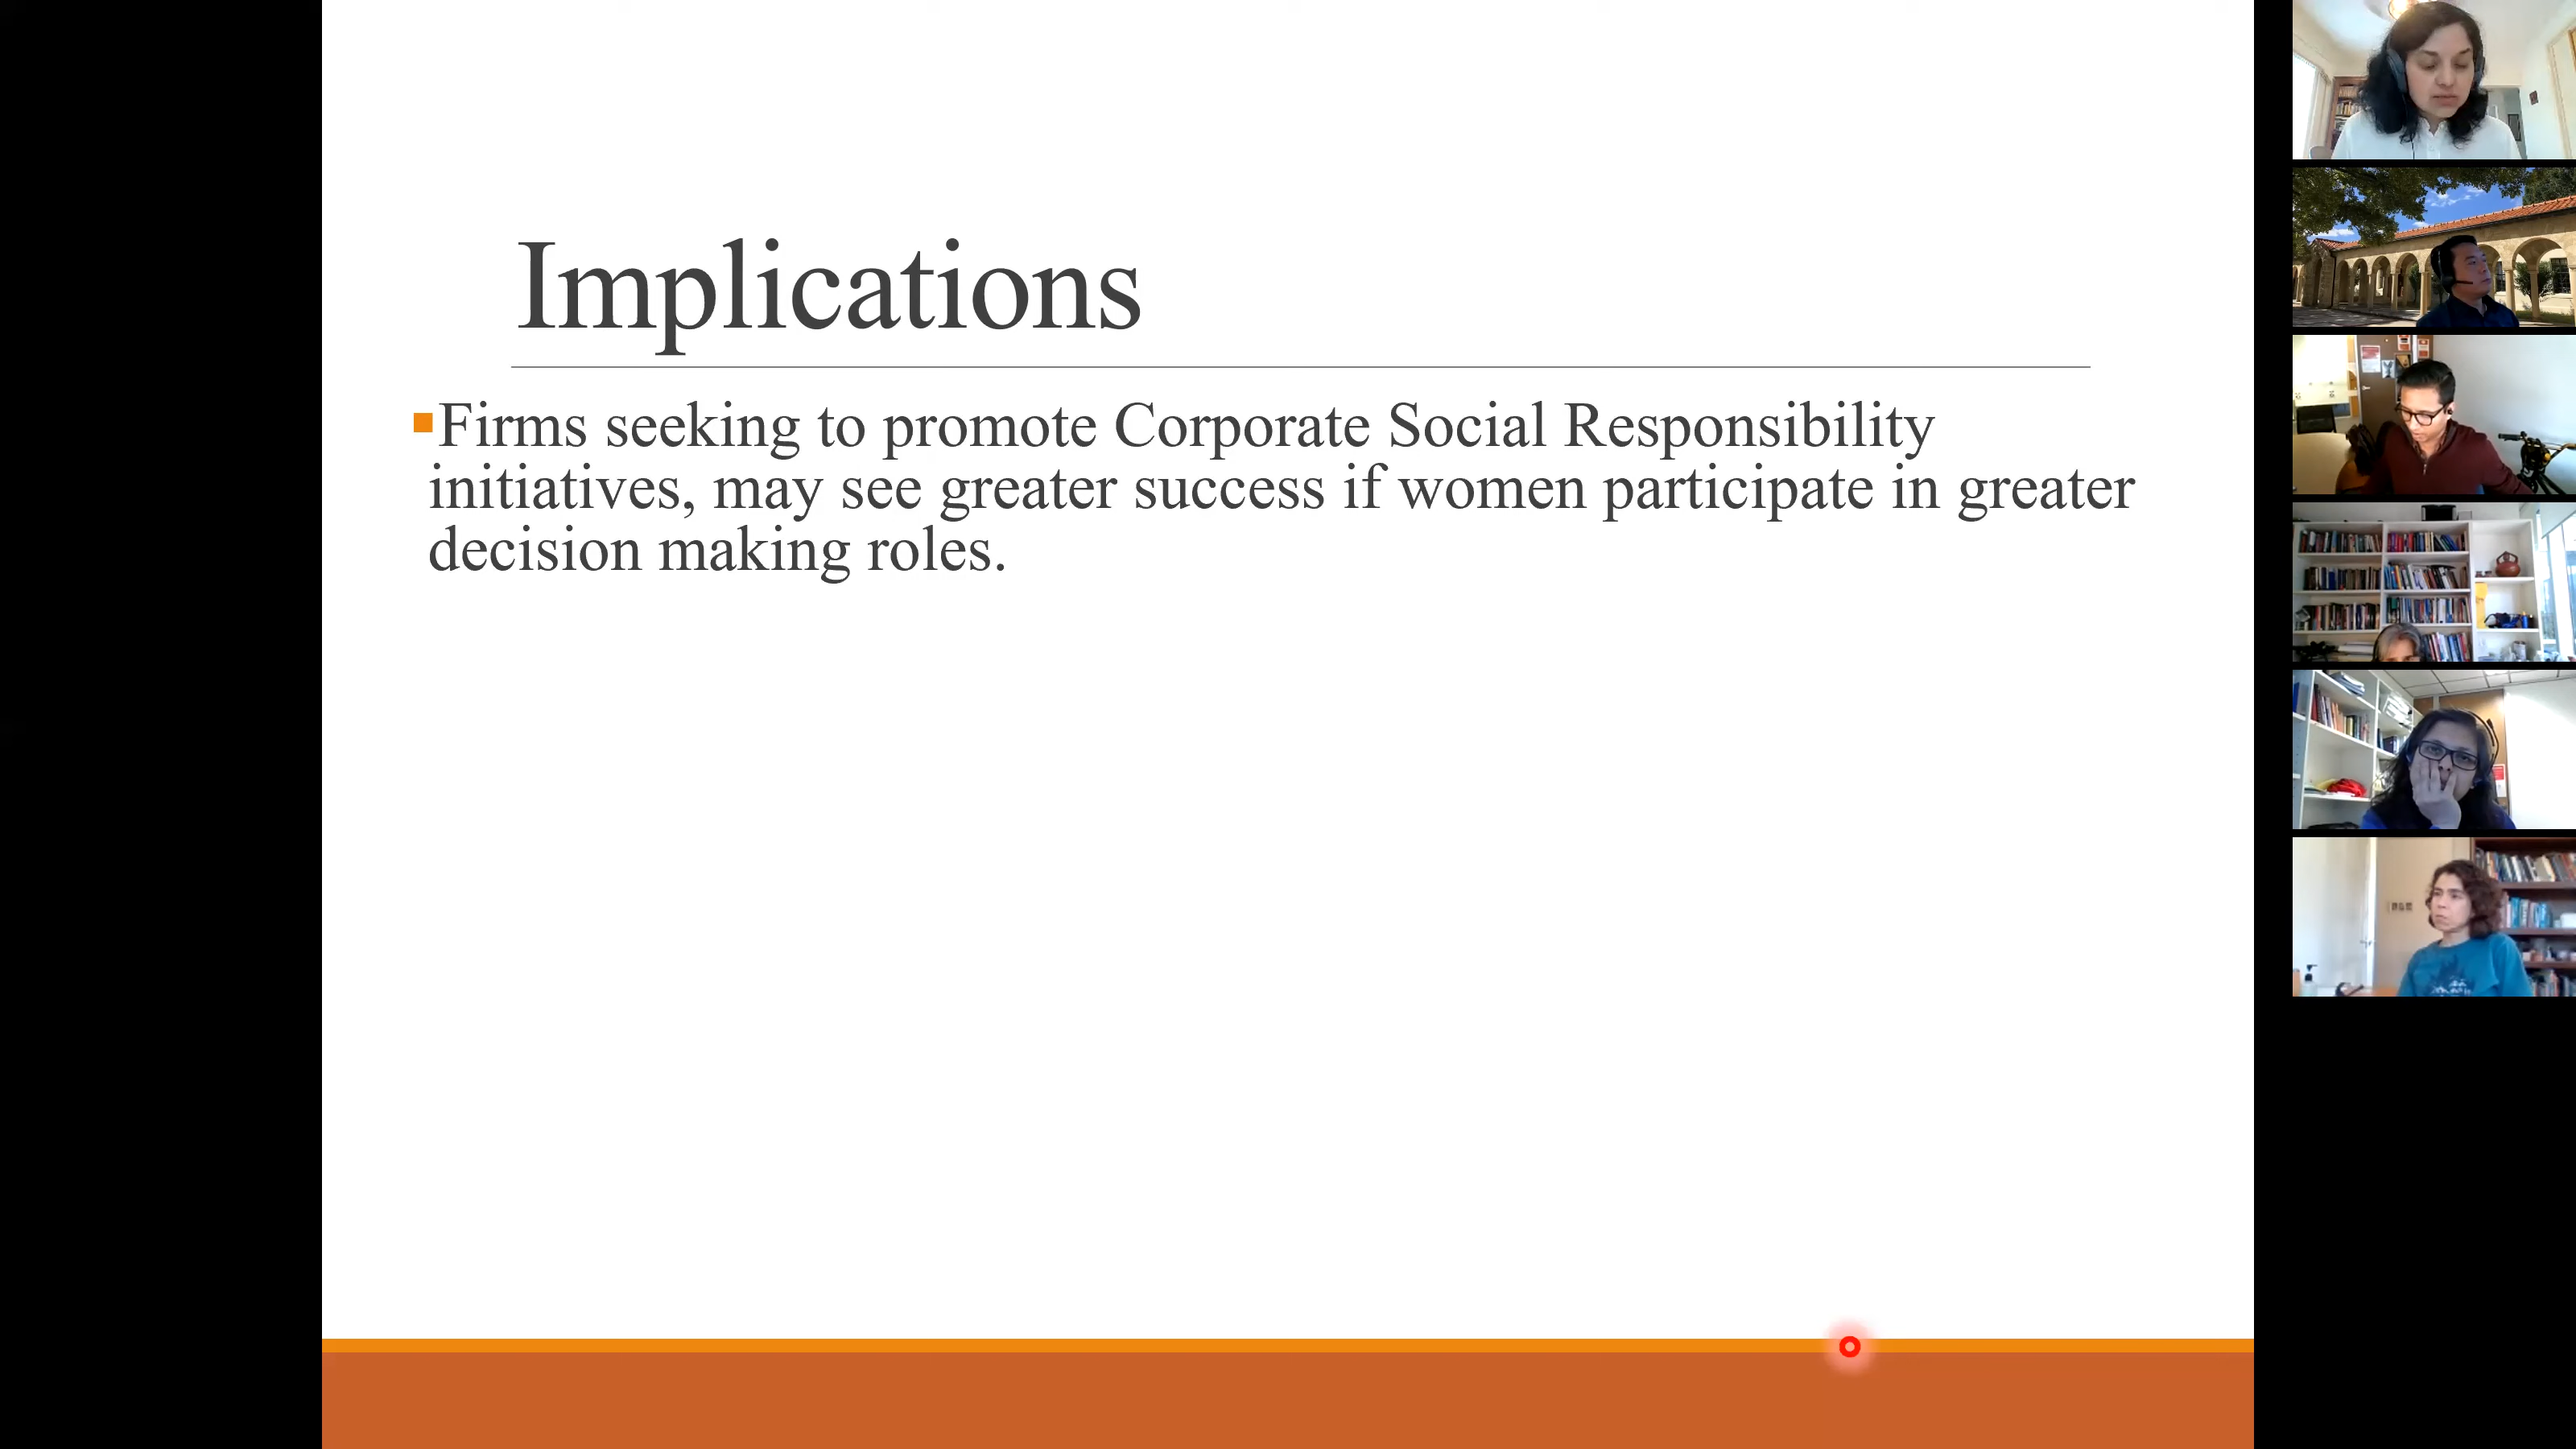 Implications
Firms seeking to promote Corporate Social Responsibility
initiatives, may see greater success if women participate in greater
decision making roles.